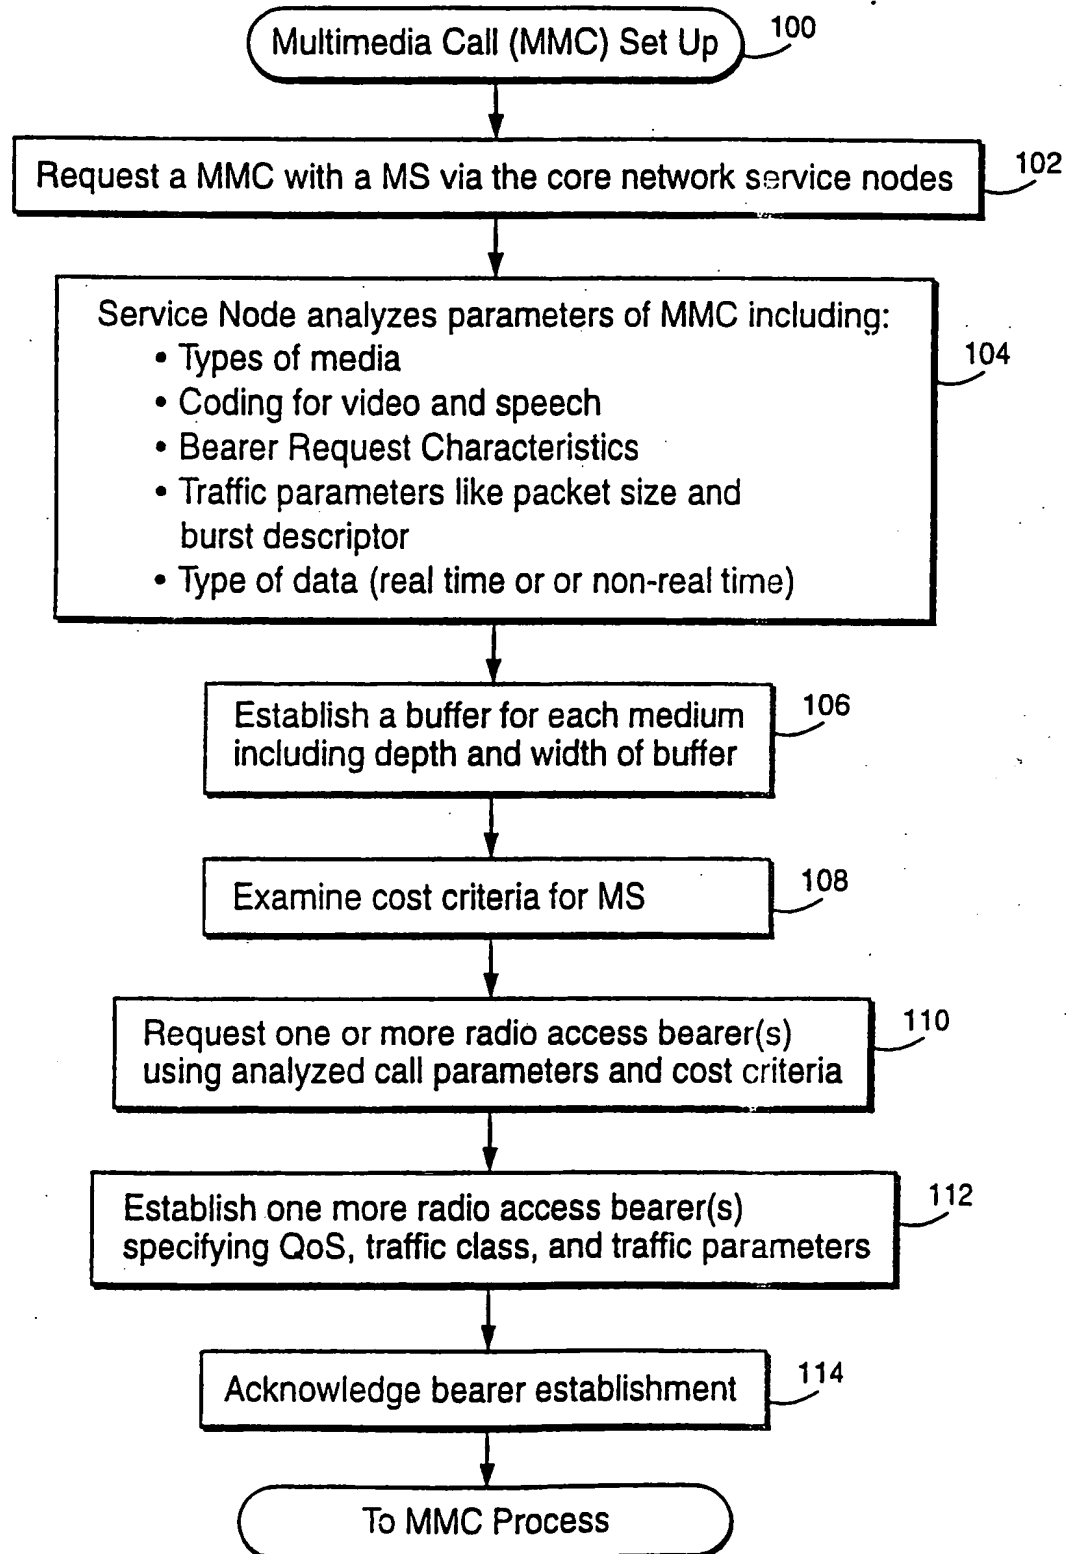 Multimedia Call (MMC) Set Up
100
Request a MMC with a MS via the core network service nodes
102
Service Node analyzes parameters of MMC including:
• Types of media
• Coding for video and speech
• Bearer Request Characteristics
• Traffic parameters like packet size and
burst descriptor
• Type of data (real time or or non-real time)
104
Establish a buffer for each medium
including depth and width of buffer
106
Examine cost criteria for MS
108
Request one or more radio access bearer(s)
using analyzed call parameters and cost criteria
110
Establish one more radio access bearer(s)
specifying QoS, traffic class, and traffic parameters
112
Acknowledge bearer establishment
114
To MMC Process